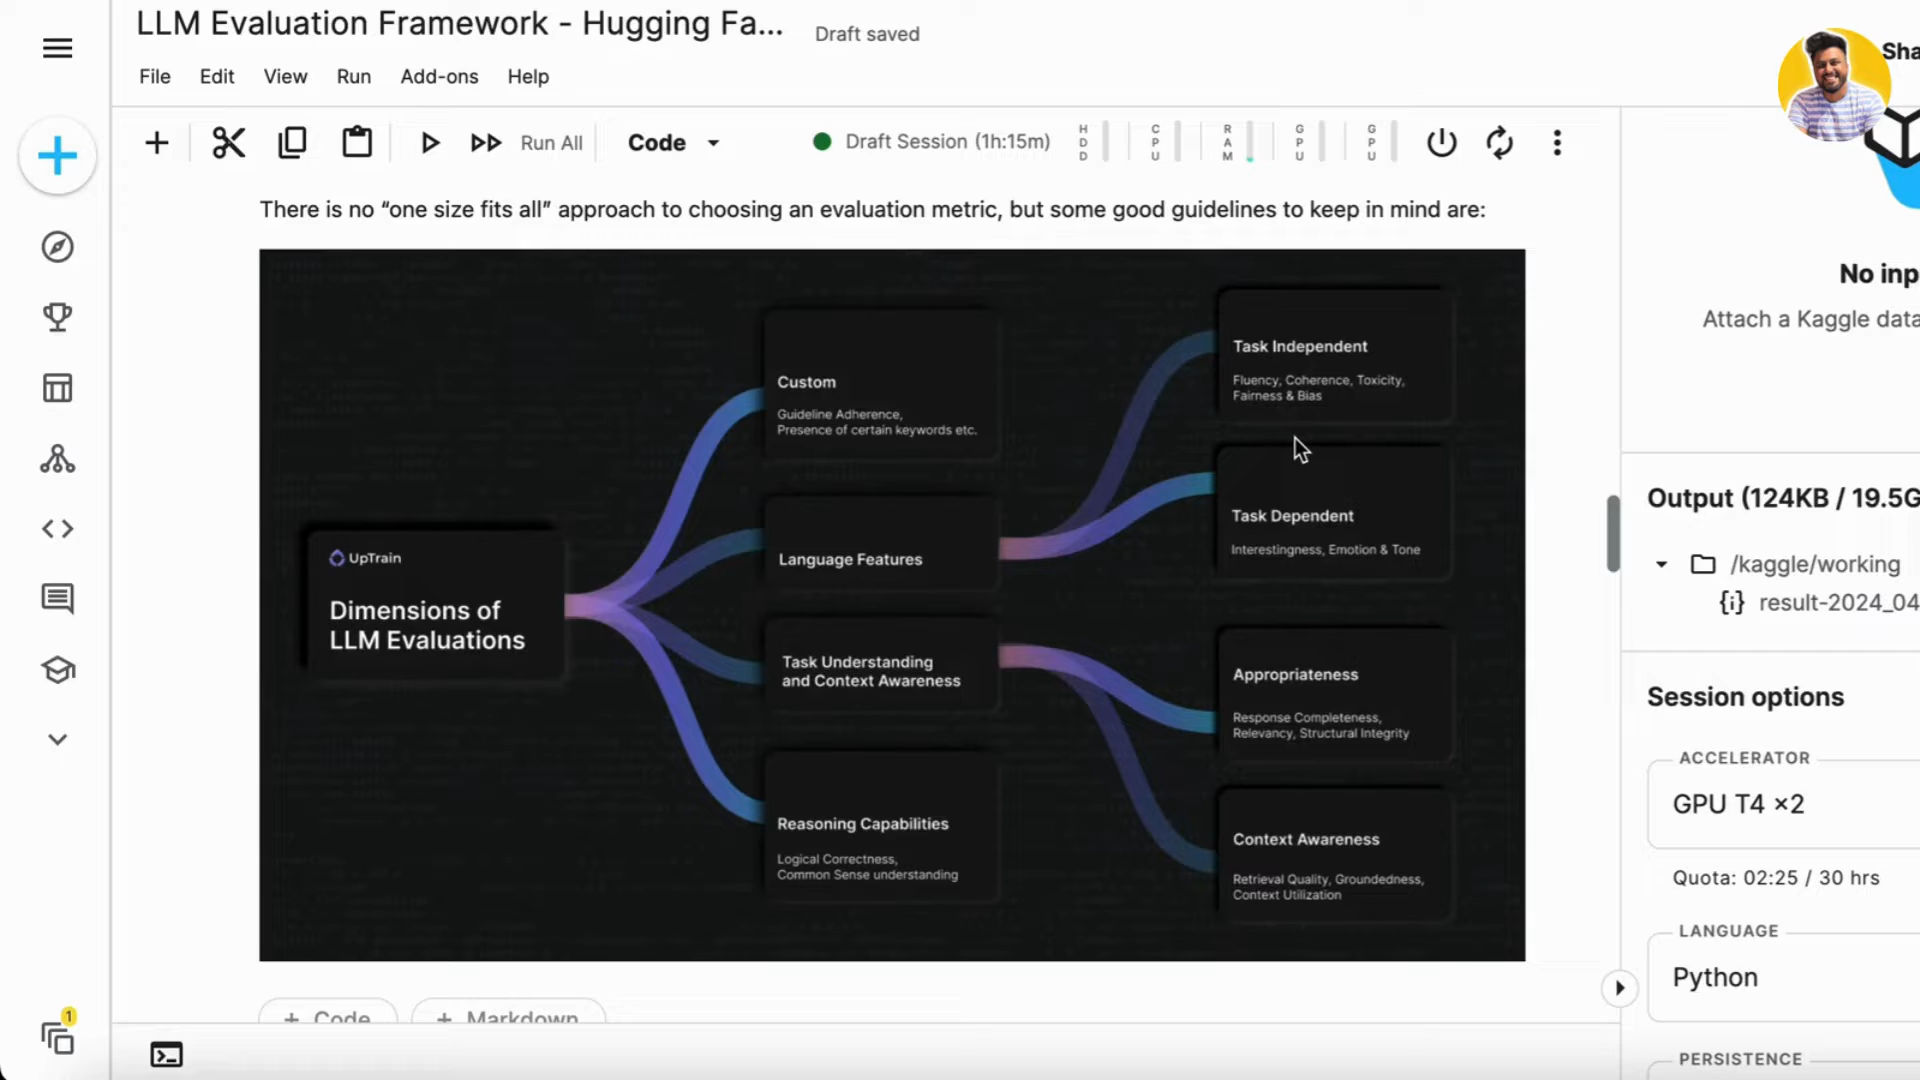 LLM Evaluation Framework - Hugging Fa...
Draft saved
Sha
File Edit View Run Add-ons Help
Run All
Code
Draft Session (1h:15m)
HDD
CPU
RAM
GPU
GPU
There is no “one size fits all” approach to choosing an evaluation metric, but some good guidelines to keep in mind are:
UpTrain
Dimensions of
LLM Evaluations
Custom
Guideline Adherence,
Presence of certain keywords etc.
Language Features
Task Understanding
and Context Awareness
Reasoning Capabilities
Logical Correctness,
Common Sense understanding
Task Independent
Fluency, Coherence, Toxicity,
Fairness & Bias
Task Dependent
Interestingness, Emotion & Tone
Appropriateness
Response Completeness,
Relevancy, Structural Integrity
Context Awareness
Retrieval Quality, Groundedness,
Context Utilization
+ Code
+ Markdown
1
No inp
Attach a Kaggle data
Output (124KB / 19.5G
/kaggle/working
{i} result-2024_04
Session options
ACCELERATOR
GPU T4 ×2
Quota: 02:25 / 30 hrs
LANGUAGE
Python
PERSISTENCE